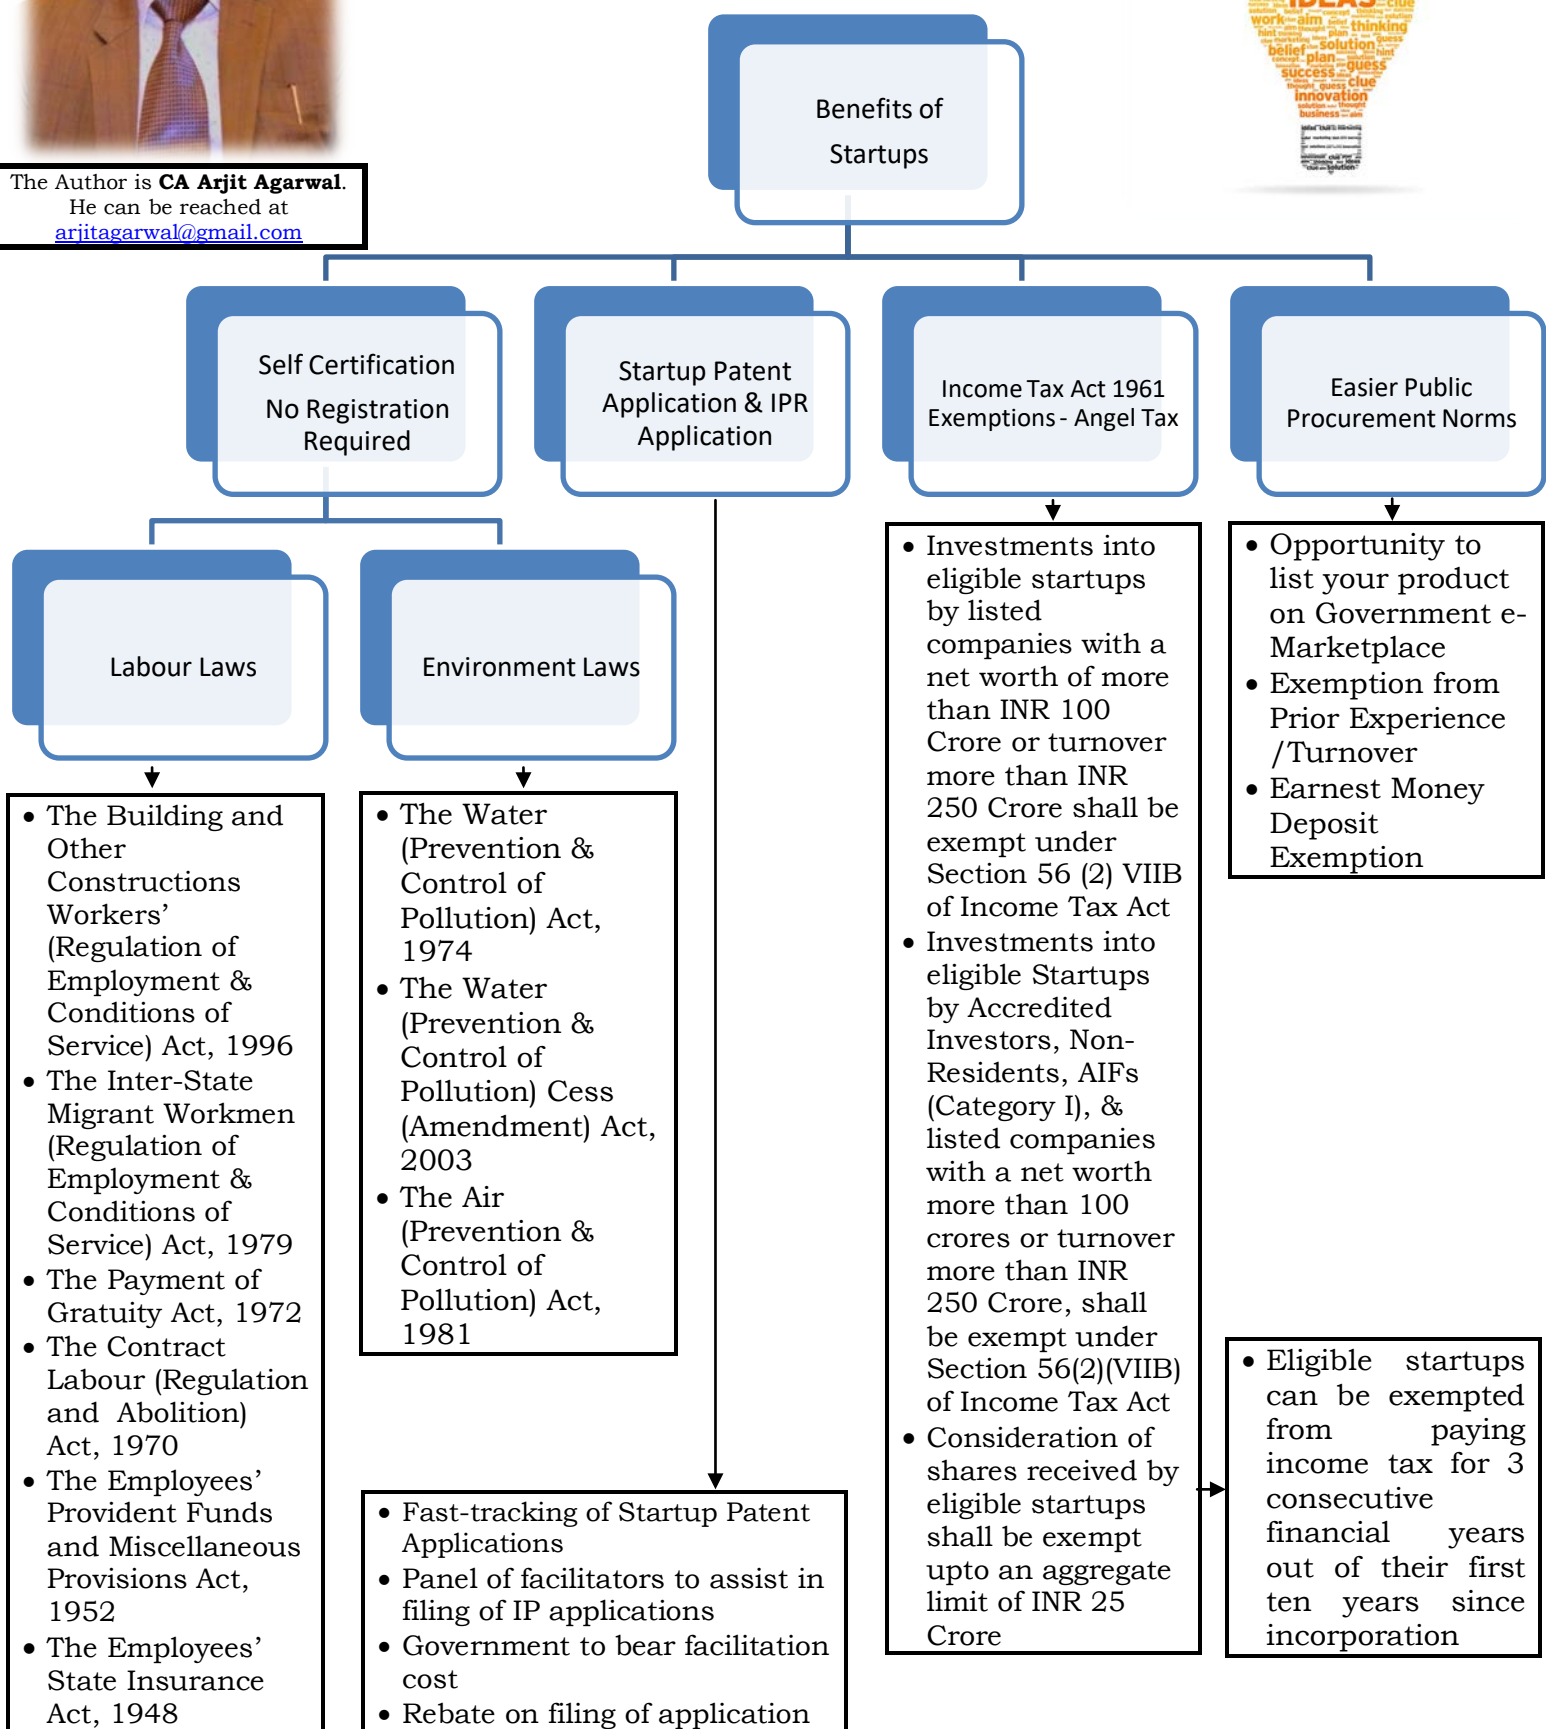 IDEAS
work aim thinking
belief solution
plan guess
success clue
innovation
business
The Author is CA Arjit Agarwal.
He can be reached at
arjitagarwal@gmail.com
Benefits of
Startups
Self Certification
No Registration
Required
Startup Patent
Application & IPR
Application
Income Tax Act 1961
Exemptions - Angel Tax
Easier Public
Procurement Norms
Labour Laws
Environment Laws
• The Building and
Other
Constructions
Workers’
(Regulation of
Employment &
Conditions of
Service) Act, 1996
• The Inter-State
Migrant Workmen
(Regulation of
Employment &
Conditions of
Service) Act, 1979
• The Payment of
Gratuity Act, 1972
• The Contract
Labour (Regulation
and Abolition)
Act, 1970
• The Employees’
Provident Funds
and Miscellaneous
Provisions Act,
1952
• The Employees’
State Insurance
Act, 1948
• The Water
(Prevention &
Control of
Pollution) Act,
1974
• The Water
(Prevention &
Control of
Pollution) Cess
(Amendment) Act,
2003
• The Air
(Prevention &
Control of
Pollution) Act,
1981
• Fast-tracking of Startup Patent
Applications
• Panel of facilitators to assist in
filing of IP applications
• Government to bear facilitation
cost
• Rebate on filing of application
• Investments into
eligible startups
by listed
companies with a
net worth of more
than INR 100
Crore or turnover
more than INR
250 Crore shall be
exempt under
Section 56 (2) VIIB
of Income Tax Act
• Investments into
eligible Startups
by Accredited
Investors, Non-
Residents, AIFs
(Category I), &
listed companies
with a net worth
more than 100
crores or turnover
more than INR
250 Crore, shall
be exempt under
Section 56(2)(VIIB)
of Income Tax Act
• Consideration of
shares received by
eligible startups
shall be exempt
upto an aggregate
limit of INR 25
Crore
• Opportunity to
list your product
on Government e-
Marketplace
• Exemption from
Prior Experience
/Turnover
• Earnest Money
Deposit
Exemption
• Eligible startups
can be exempted
from paying
income tax for 3
consecutive
financial years
out of their first
ten years since
incorporation